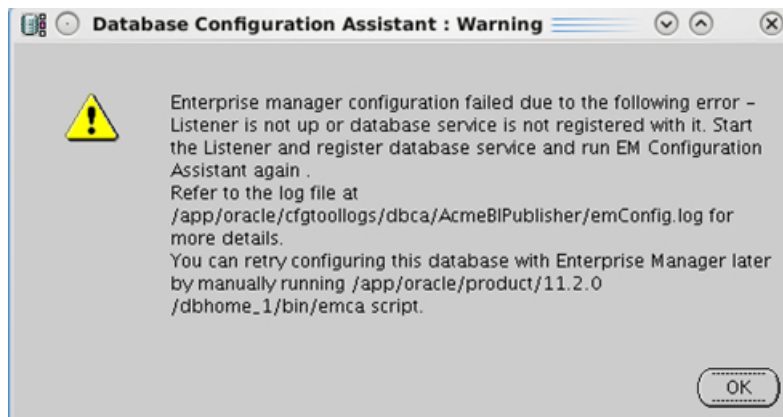 Database Configuration Assistant : Warning
Enterprise manager configuration failed due to the following error –
Listener is not up or database service is not registered with it. Start
the Listener and register database service and run EM Configuration
Assistant again .
Refer to the log file at
/app/oracle/cfgtoollogs/dbca/AcmeBIPublisher/emConfig.log for
more details.
You can retry configuring this database with Enterprise Manager later
by manually running /app/oracle/product/11.2.0
/dbhome_1/bin/emca script.
OK